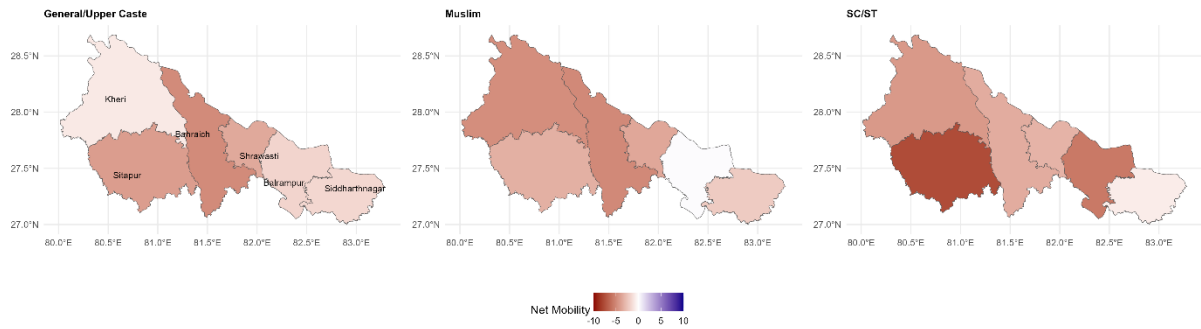 General/Upper Caste
28.5°N
28.0°N
27.5°N
27.0°N
Kheri
Bahraich
Shrawasti
Sitapur
Balrampur
Siddharthnagar
80.0°E 80.5°E 81.0°E 81.5°E 82.0°E 82.5°E 83.0°E
Muslim
28.5°N
28.0°N
27.5°N
27.0°N
80.0°E 80.5°E 81.0°E 81.5°E 82.0°E 82.5°E 83.0°E
SC/ST
28.5°N
28.0°N
27.5°N
27.0°N
80.0°E 80.5°E 81.0°E 81.5°E 82.0°E 82.5°E 83.0°E
Net Mobility
-10 -5 0 5 10